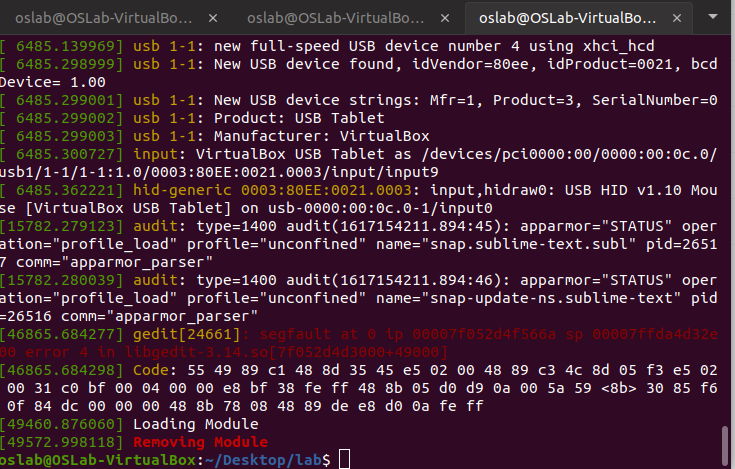 oslab@OSLab-VirtualBo... × oslab@OSLab-VirtualBo... × oslab@OSLab-VirtualBo... ×
[ 6485.139969] usb 1-1: new full-speed USB device number 4 using xhci_hcd
[ 6485.298999] usb 1-1: New USB device found, idVendor=80ee, idProduct=0021, bcd
Device= 1.00
[ 6485.299001] usb 1-1: New USB device strings: Mfr=1, Product=3, SerialNumber=0
[ 6485.299002] usb 1-1: Product: USB Tablet
[ 6485.299003] usb 1-1: Manufacturer: VirtualBox
[ 6485.300727] input: VirtualBox USB Tablet as /devices/pci0000:00/0000:00:0c.0/
usb1/1-1/1-1:1.0/0003:80EE:0021.0003/input/input9
[ 6485.362221] hid-generic 0003:80EE:0021.0003: input,hidraw0: USB HID v1.10 Mou
se [VirtualBox USB Tablet] on usb-0000:00:0c.0-1/input0
[15782.279123] audit: type=1400 audit(1617154211.894:45): apparmor="STATUS" oper
ation="profile_load" profile="unconfined" name="snap.sublime-text.subl" pid=2651
7 comm="apparmor_parser"
[15782.280039] audit: type=1400 audit(1617154211.894:46): apparmor="STATUS" oper
ation="profile_load" profile="unconfined" name="snap-update-ns.sublime-text" pid
=26516 comm="apparmor_parser"
[46865.684277] gedit[24661]: segfault at 0 ip 00007f052d4f566a sp 00007ffda4d32e
00 error 4 in libgedit-3.14.so[7f052d4d3000+49000]
[46865.684298] Code: 55 49 89 c1 48 8d 35 45 e5 02 00 48 89 c3 4c 8d 05 f3 e5 02
00 31 c0 bf 00 04 00 00 e8 bf 38 fe ff 48 8b 05 d0 d9 0a 00 5a 59 <8b> 30 85 f6
0f 84 dc 00 00 00 48 8b 78 08 48 89 de e8 d0 0a fe ff
[49460.876060] Loading Module
[49572.998118] Removing Module
oslab@OSLab-VirtualBox:~/Desktop/lab$